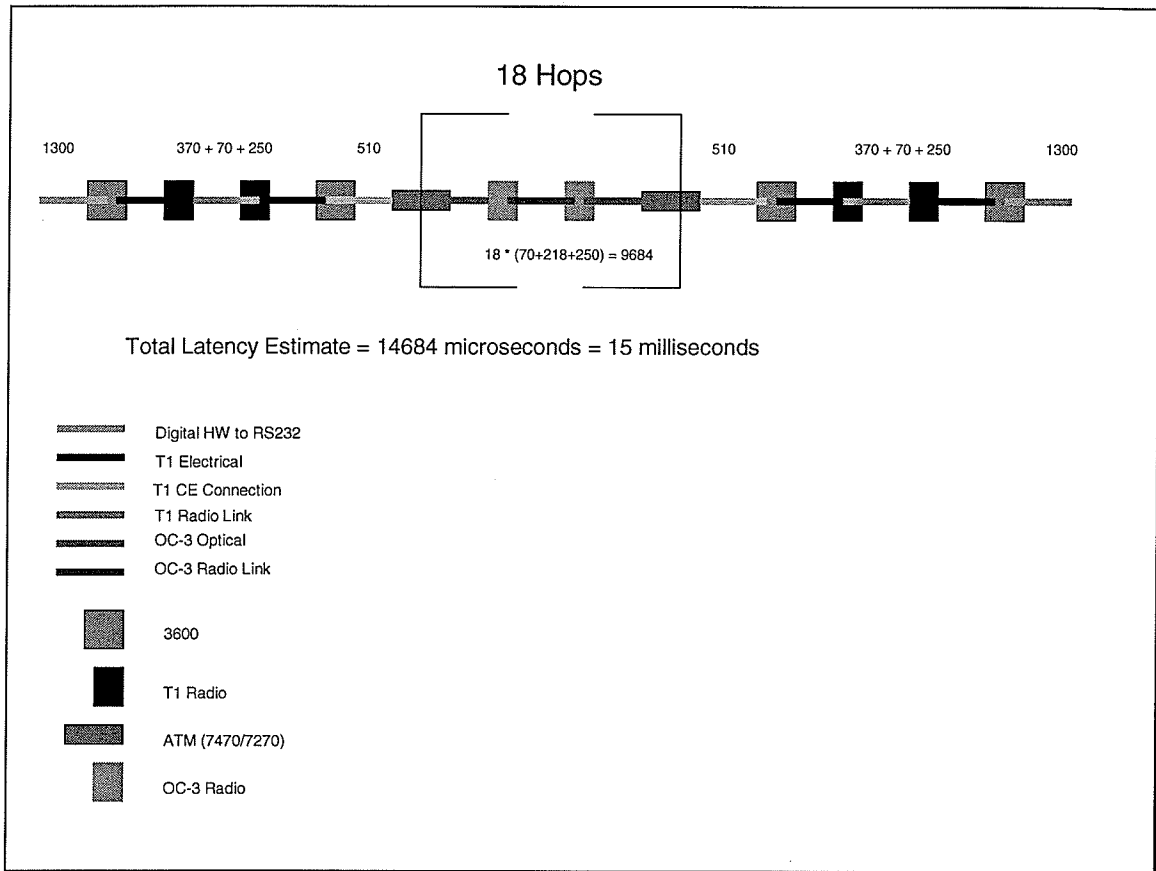 18 Hops
1300 370 + 70 + 250 510 510 370 + 70 + 250 1300
18 * (70+218+250) = 9684
Total Latency Estimate = 14684 microseconds = 15 milliseconds
Digital HW to RS232
T1 Electrical
T1 CE Connection
T1 Radio Link
OC-3 Optical
OC-3 Radio Link
3600
T1 Radio
ATM (7470/7270)
OC-3 Radio